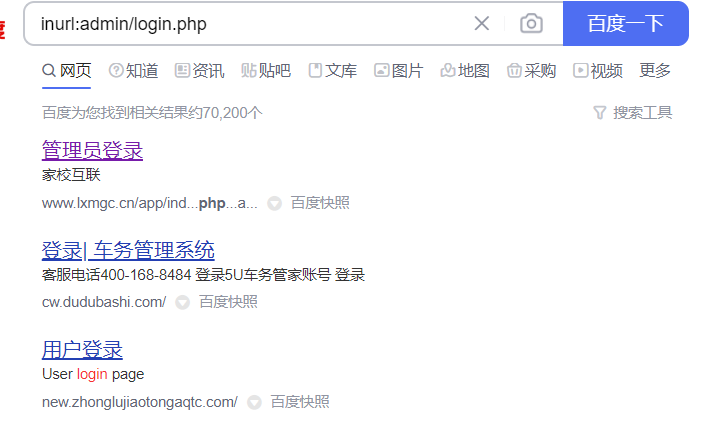 inurl:admin/login.php 百度一下
网页 知道 资讯 贴吧 文库 图片 地图 采购 视频 更多
百度为您找到相关结果约70,200个 搜索工具
管理员登录
家校互联
www.lxmgc.cn/app/ind...php...a... 百度快照
登录| 车务管理系统
客服电话400-168-8484 登录5U车务管家账号 登录
cw.dudubashi.com/ 百度快照
用户登录
User login page
new.zhonglujiaotongaqtc.com/ 百度快照